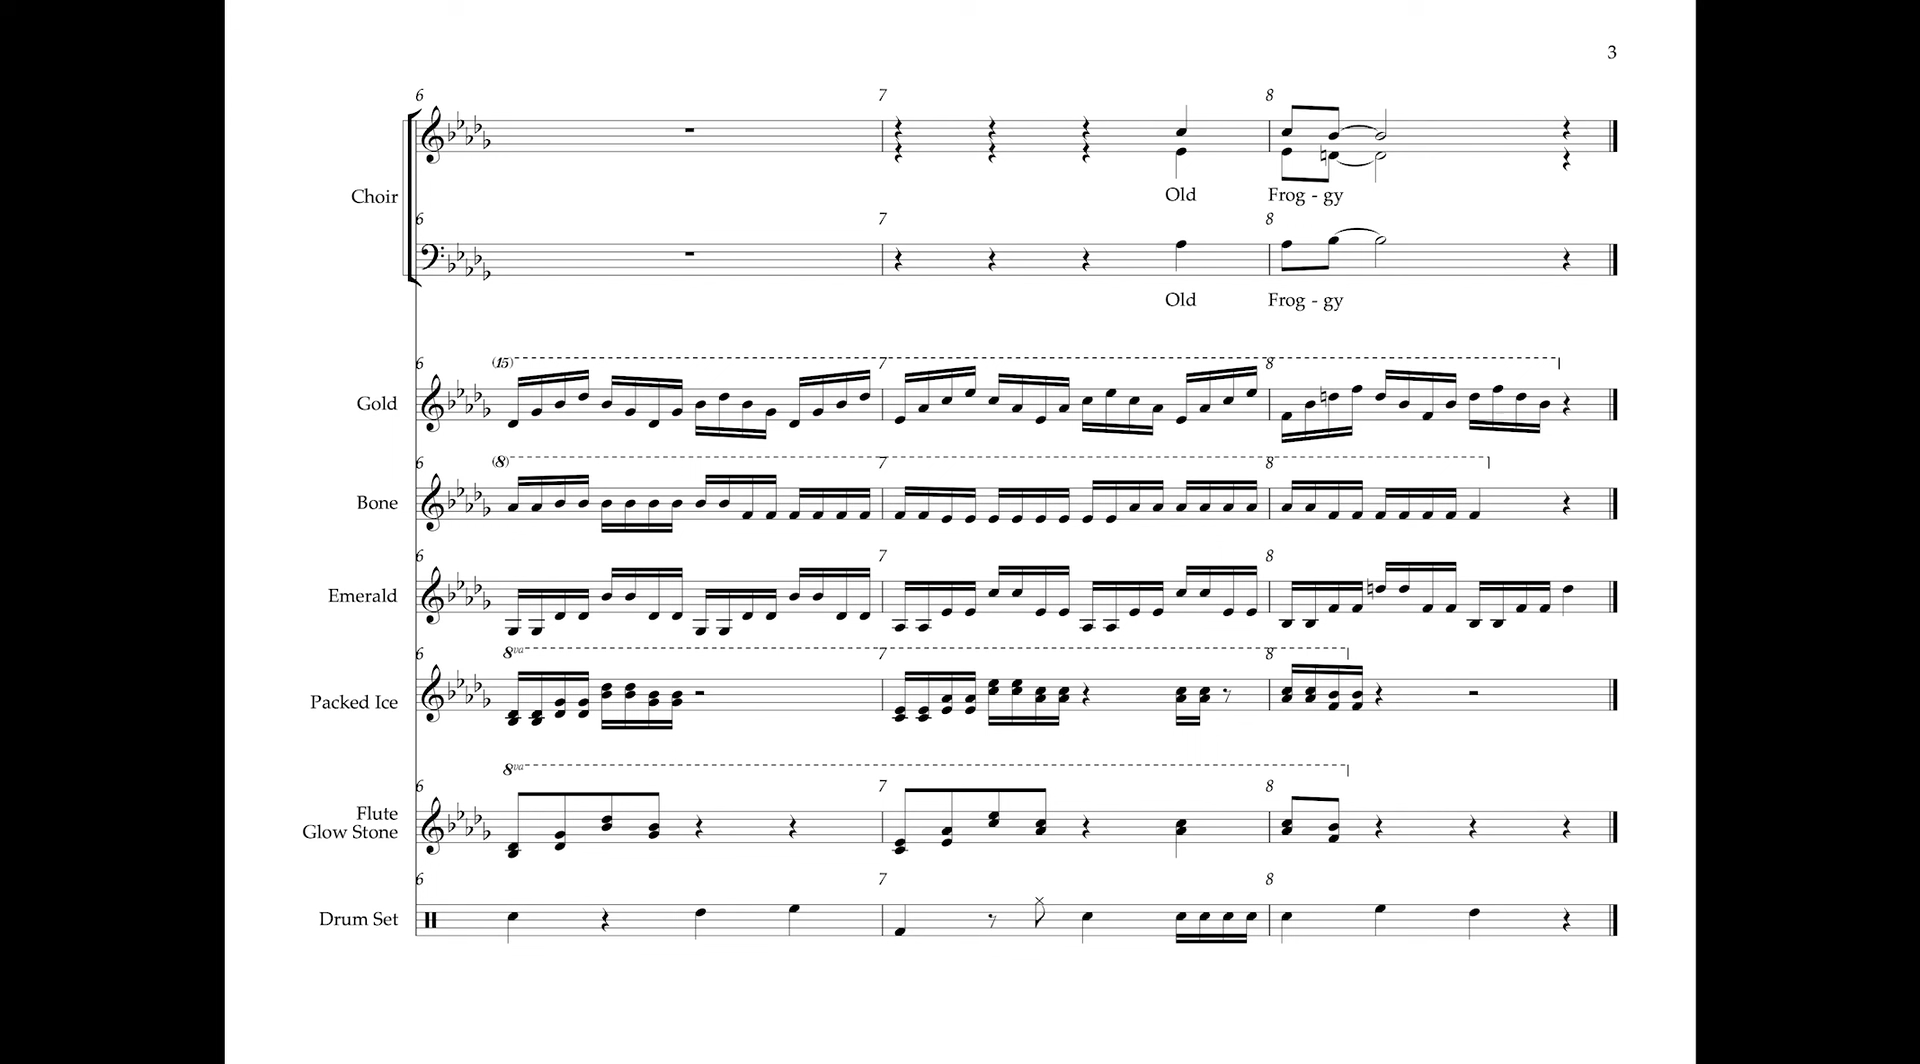 3
6 7 8
Choir
Old Frog - gy
6 7 8
Old Frog - gy
6 (15) 7 8
Gold
6 (8) 7 8
Bone
6 7 8
Emerald
6 8va 7 8
Packed Ice
8va
6 7 8
Flute
Glow Stone
6 7 8
Drum Set